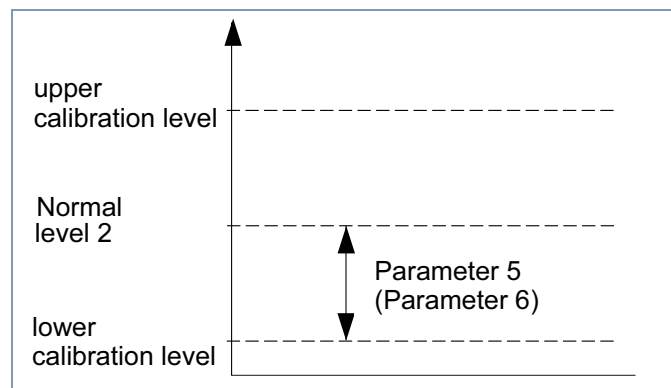 upper
calibration level
Normal
level 2
Parameter 5
(Parameter 6)
lower
calibration level